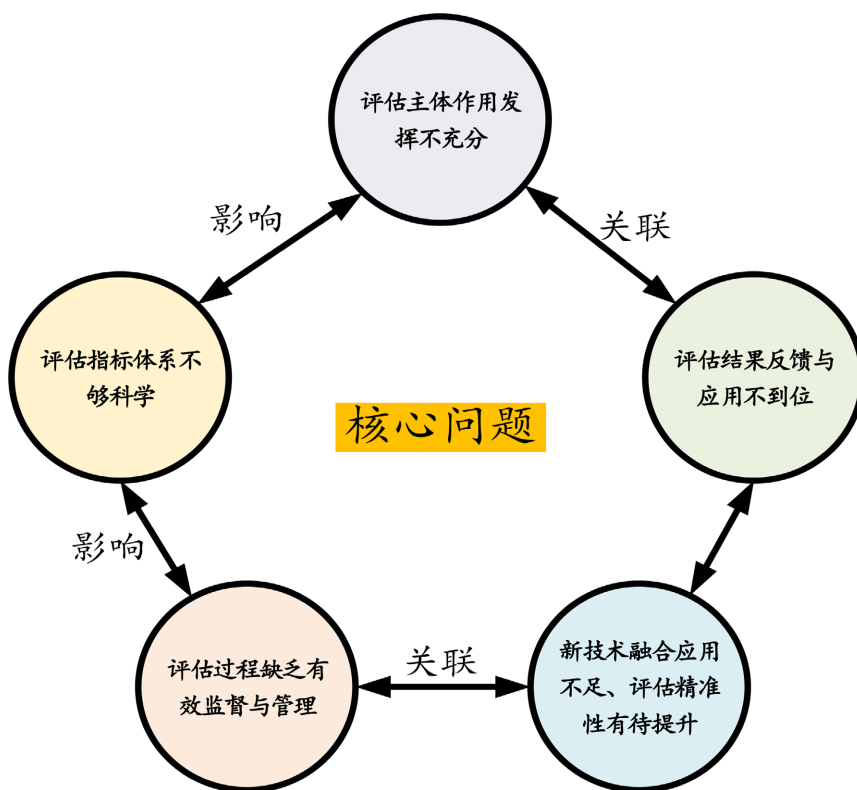 评估主体作用发
挥不充分
影响
关联
评估指标体系不
够科学
评估结果反馈与
应用不到位
核心问题
影响
评估过程缺乏有
效监督与管理
关联
新技术融合应用
不足、评估精准
性有待提升